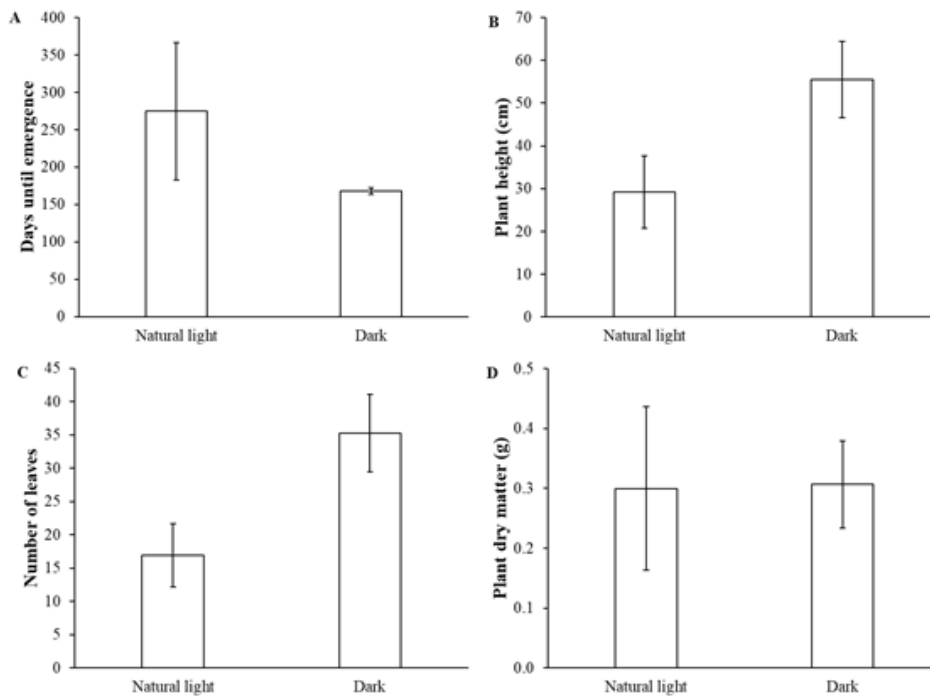 A
Days until emergence
400
350
300
250
200
150
100
50
0
Natural light Dark
B
Plant height (cm)
70
60
50
40
30
20
10
0
Natural light Dark
C
Number of leaves
45
40
35
30
25
20
15
10
5
0
Natural light Dark
D
Plant dry matter (g)
0.5
0.4
0.3
0.2
0.1
0.0
Natural light Dark